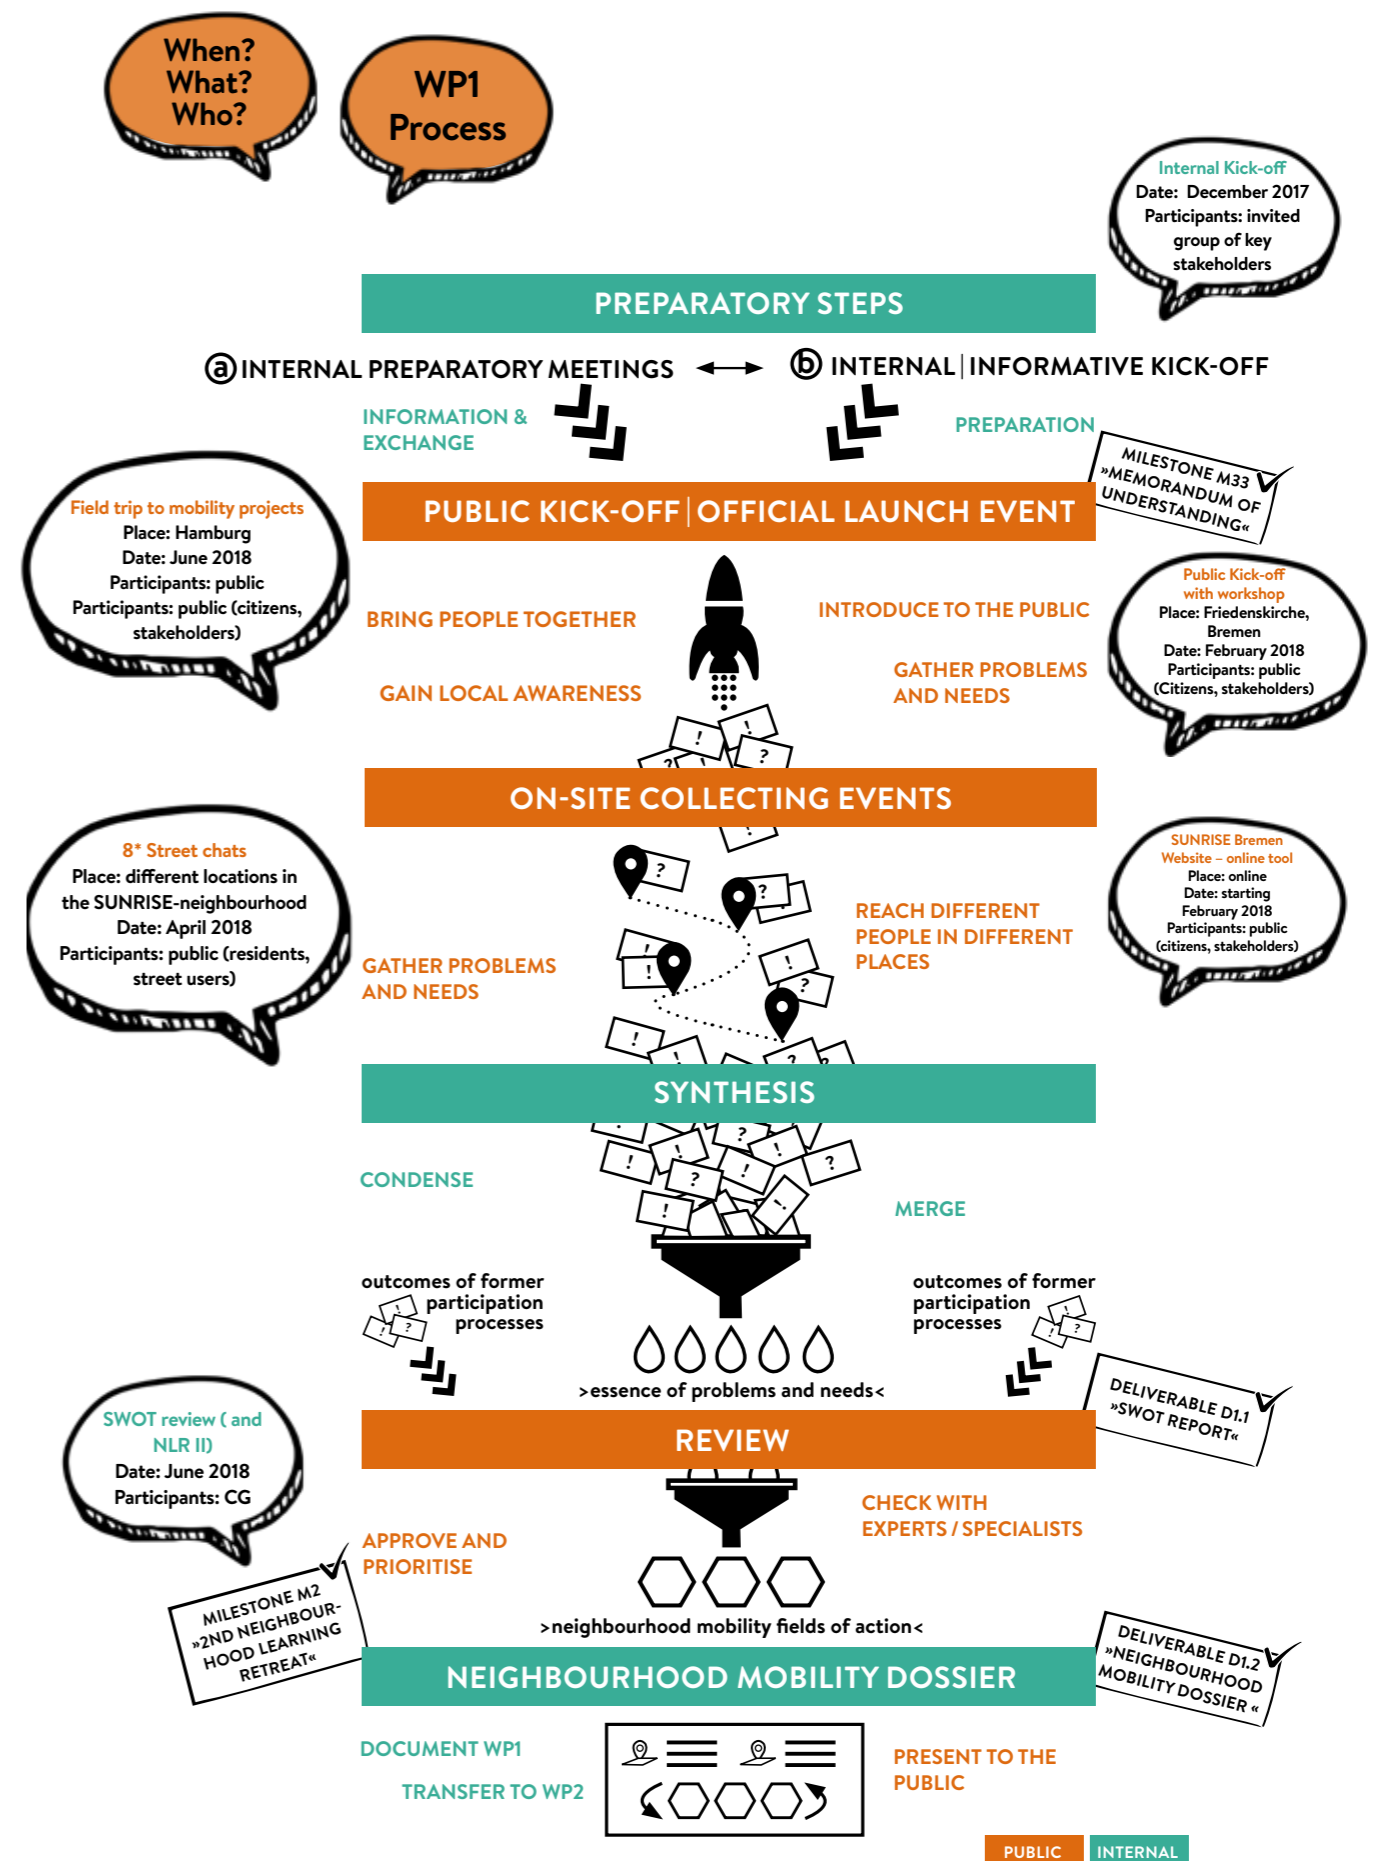 When?
What?
Who?
WP1
Process
Internal Kick-off
Date: December 2017
Participants: invited
group of key
stakeholders
PREPARATORY STEPS
ⓐ INTERNAL PREPARATORY MEETINGS
ⓑ INTERNAL | INFORMATIVE KICK-OFF
INFORMATION &
EXCHANGE
PREPARATION
MILESTONE M33
»MEMORANDUM OF
UNDERSTANDING«
PUBLIC KICK-OFF | OFFICIAL LAUNCH EVENT
Field trip to mobility projects
Place: Hamburg
Date: June 2018
Participants: public
Participants: public (citizens,
stakeholders)
BRING PEOPLE TOGETHER
GAIN LOCAL AWARENESS
INTRODUCE TO THE PUBLIC
GATHER PROBLEMS
AND NEEDS
Public Kick-off
with workshop
Place: Friedenskirche,
Bremen
Date: February 2018
Participants: public
(Citizens, stakeholders)
ON-SITE COLLECTING EVENTS
8* Street chats
Place: different locations in
the SUNRISE-neighbourhood
Date: April 2018
Participants: public (residents,
street users)
GATHER PROBLEMS
AND NEEDS
REACH DIFFERENT
PEOPLE IN DIFFERENT
PLACES
SUNRISE Bremen
Website – online tool
Place: online
Date: starting
February 2018
Participants: public
(citizens, stakeholders)
SYNTHESIS
CONDENSE
MERGE
outcomes of former
participation
processes
outcomes of former
participation
processes
>essence of problems and needs<
DELIVERABLE D1.1
»SWOT REPORT«
REVIEW
SWOT review ( and
NLR II)
Date: June 2018
Participants: CG
APPROVE AND
PRIORITISE
CHECK WITH
EXPERTS / SPECIALISTS
MILESTONE M2
»2ND NEIGHBOUR-
HOOD LEARNING
RETREAT«
>neighbourhood mobility fields of action<
DELIVERABLE D1.2
»NEIGHBOURHOOD
MOBILITY DOSSIER «
NEIGHBOURHOOD MOBILITY DOSSIER
DOCUMENT WP1
TRANSFER TO WP2
PRESENT TO THE
PUBLIC
PUBLIC
INTERNAL